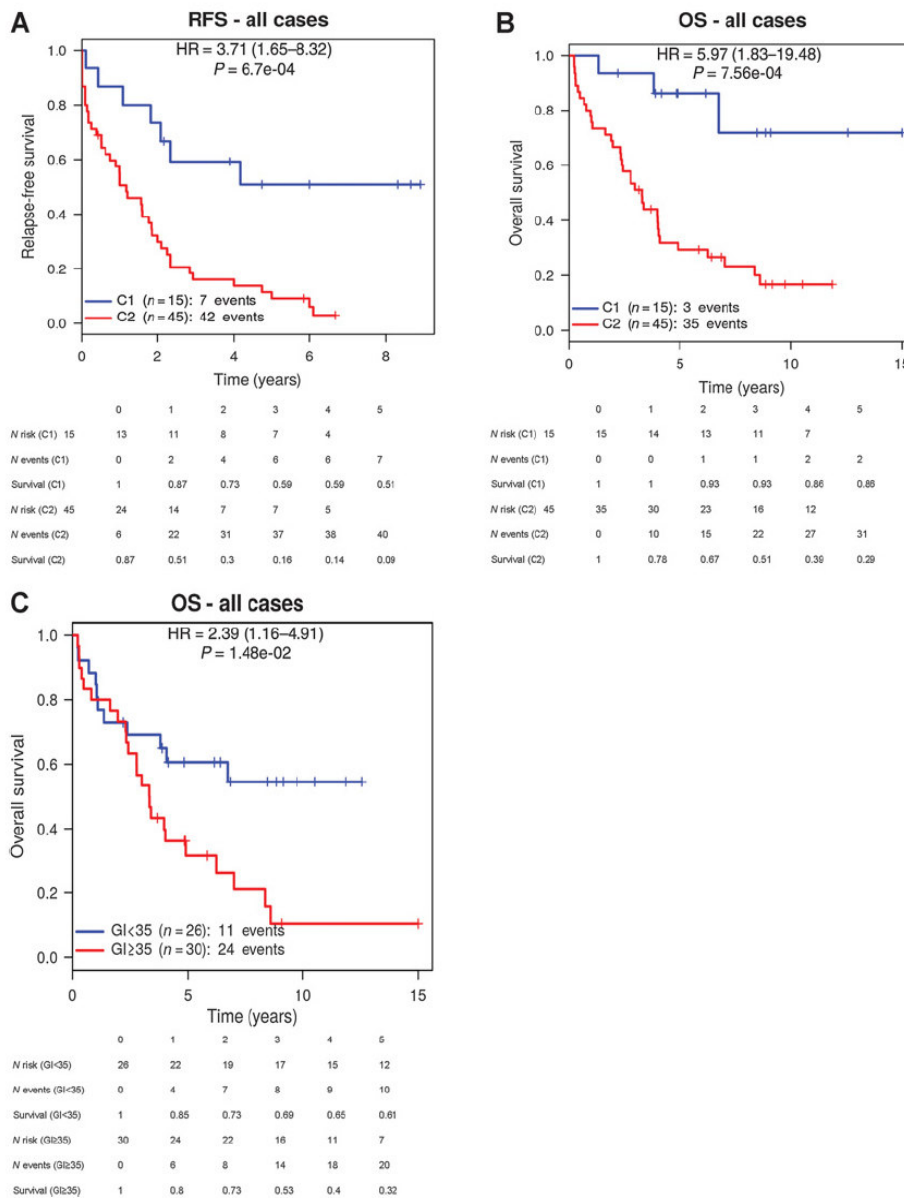 A
RFS - all cases
HR = 3.71 (1.65–8.32)
P = 6.7e-04
1.0
0.8
0.6
0.4
0.2
0.0
Relapse-free survival
C1 (n=15): 7 events
C2 (n=45): 42 events
0 2 4 6 8
Time (years)
0 1 2 3 4 5
N risk (C1) 15 13 11 8 7 4
N events (C1) 0 2 4 6 6 7
Survival (C1) 1 0.87 0.73 0.59 0.59 0.51
N risk (C2) 45 24 14 7 7 5
N events (C2) 6 22 31 37 38 40
Survival (C2) 0.87 0.51 0.3 0.16 0.14 0.09
B
OS - all cases
HR = 5.97 (1.83–19.48)
P = 7.56e-04
1.0
0.8
0.6
0.4
0.2
0.0
Overall survival
C1 (n=15): 3 events
C2 (n=45): 35 events
0 5 10 15
Time (years)
0 1 2 3 4 5
N risk (C1) 15 15 14 13 11 7
N events (C1) 0 0 1 1 2 2
Survival (C1) 1 1 0.93 0.93 0.86 0.86
N risk (C2) 45 35 30 23 16 12
N events (C2) 0 10 15 22 27 31
Survival (C2) 1 0.78 0.67 0.51 0.39 0.29
C
OS - all cases
HR = 2.39 (1.16–4.91)
P = 1.48e-02
1.0
0.8
0.6
0.4
0.2
0.0
Overall survival
GI<35 (n=26): 11 events
GI≥35 (n=30): 24 events
0 5 10 15
Time (years)
0 1 2 3 4 5
N risk (GI<35) 26 22 19 17 15 12
N events (GI<35) 0 4 7 8 9 10
Survival (GI<35) 1 0.85 0.73 0.69 0.65 0.61
N risk (GI≥35) 30 24 22 16 11 7
N events (GI≥35) 0 6 8 14 18 20
Survival (GI≥35) 1 0.8 0.73 0.53 0.4 0.32